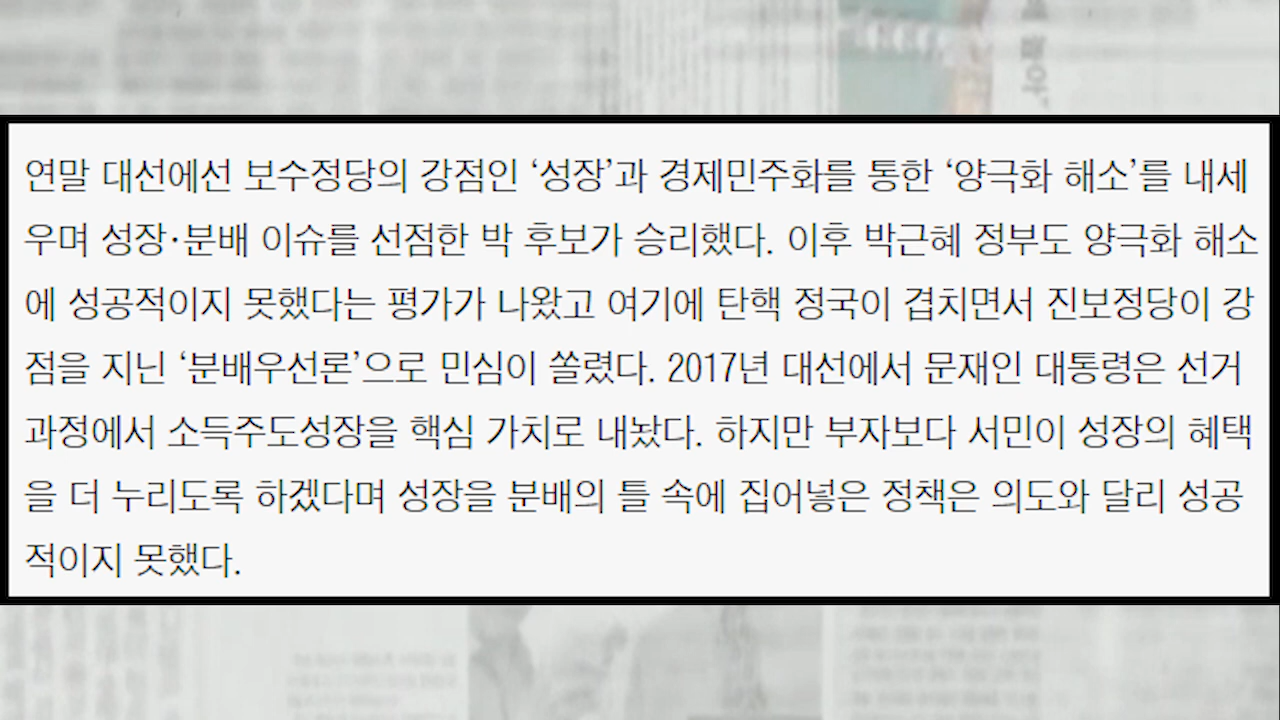 연말 대선에선 보수정당의 강점인 ‘성장’과 경제민주화를 통한 ‘양극화 해소’를 내세
우며 성장·분배 이슈를 선점한 박 후보가 승리했다. 이후 박근혜 정부도 양극화 해소
에 성공적이지 못했다는 평가가 나왔고 여기에 탄핵 정국이 겹치면서 진보정당이 강
점을 지닌 ‘분배우선론’으로 민심이 쏠렸다. 2017년 대선에서 문재인 대통령은 선거
과정에서 소득주도성장을 핵심 가치로 내놨다. 하지만 부자보다 서민이 성장의 혜택
을 더 누리도록 하겠다며 성장을 분배의 틀 속에 집어넣은 정책은 의도와 달리 성공
적이지 못했다.